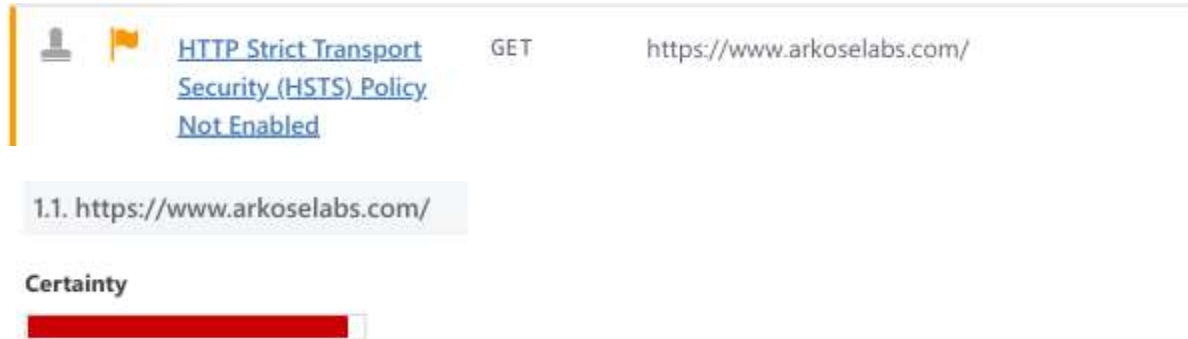 HTTP Strict Transport GET https://www.arkoselabs.com/
Security (HSTS) Policy
Not Enabled
1.1. https://www.arkoselabs.com/
Certainty